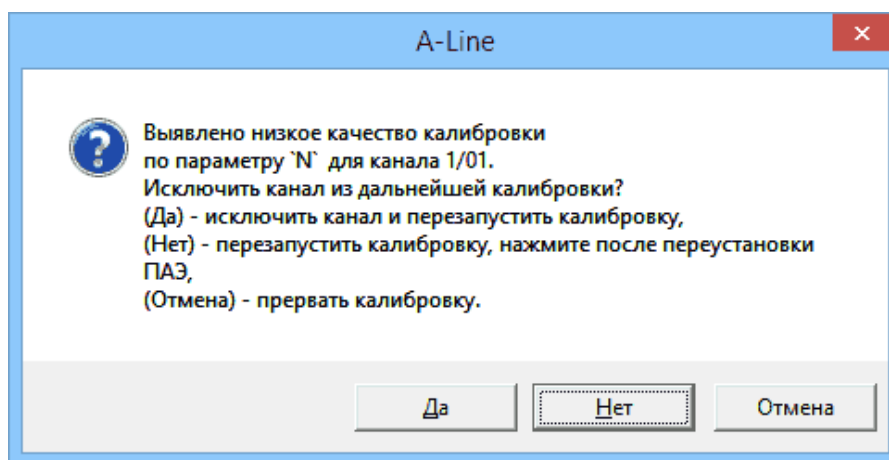 A-Line
Выявлено низкое качество калибровки
по параметру `N` для канала 1/01.
Исключить канал из дальнейшей калибровки?
(Да) - исключить канал и перезапустить калибровку,
(Нет) - перезапустить калибровку, нажмите после переустановки
ПАЭ,
(Отмена) - прервать калибровку.
Да
Нет
Отмена